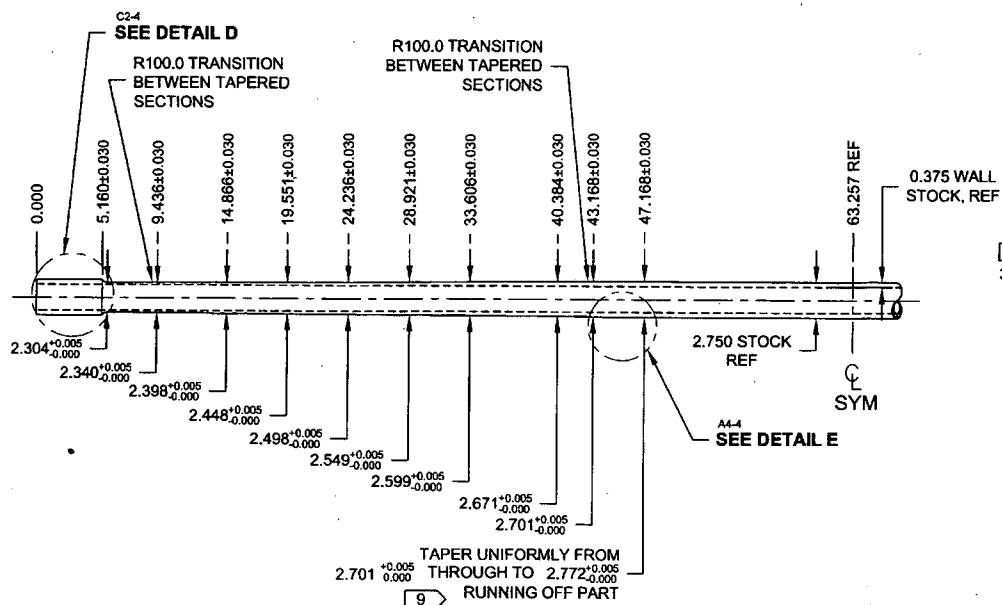 C2-4
SEE DETAIL D
R100.0 TRANSITION
BETWEEN TAPERED
SECTIONS
R100.0 TRANSITION
BETWEEN TAPERED
SECTIONS
0.000
5.160±0.030
9.436±0.030
14.866±0.030
19.551±0.030
24.236±0.030
28.921±0.030
33.606±0.030
40.384±0.030
43.168±0.030
47.168±0.030
63.257 REF
0.375 WALL
STOCK, REF
2.304 +0.005 -0.000
2.340 +0.005 -0.000
2.398 +0.005 -0.000
2.448 +0.005 -0.000
2.498 +0.005 -0.000
2.549 +0.005 -0.000
2.599 +0.005 -0.000
2.671 +0.005 -0.000
2.701 +0.005 -0.000
2.750 STOCK
REF
℄
SYM
A4-4
SEE DETAIL E
TAPER UNIFORMLY FROM
2.701 +0.005 0.000 THROUGH TO 2.772 +0.005 -0.000
RUNNING OFF PART
9